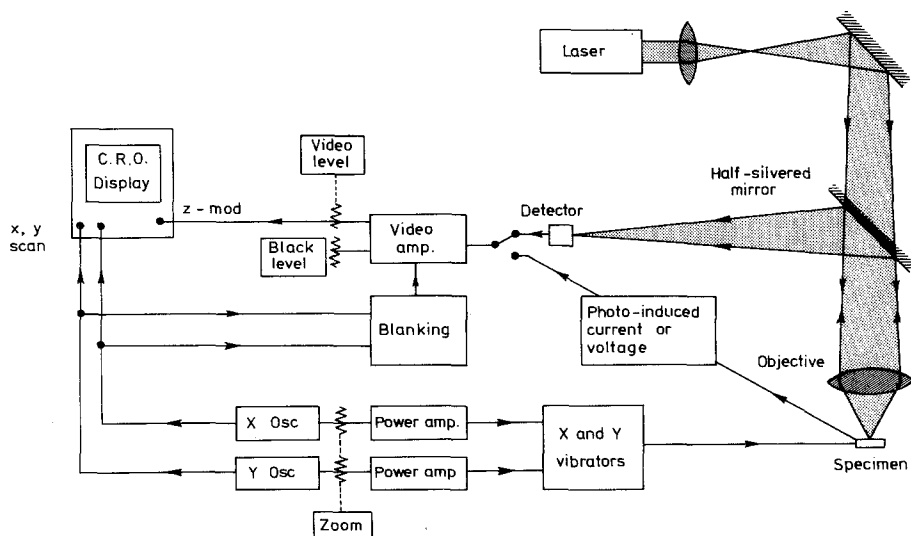 Laser
Video
level
C.R.O.
Display
z-mod
x, y
scan
Black
level
Video
amp.
Detector
Half-silvered
mirror
Blanking
Photo-induced
current or
voltage
Objective
X Osc
Power amp.
X and Y
vibrators
Y Osc
Power amp
Specimen
Zoom